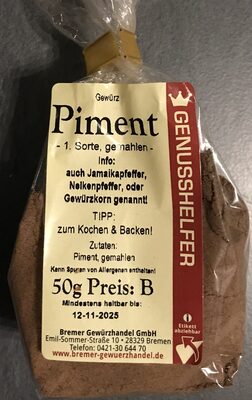 Gewürz
Piment
- 1. Sorte, gemahlen -
Info:
auch Jamaikapfeffer,
Nelkenpfeffer, oder
Gewürzkorn genannt!
TIPP:
zum Kochen & Backen!
Zutaten:
Piment, gemahlen
Kann Spuren von Allergenen enthalten!
50g Preis: B
Mindestens haltbar bis:
12-11-2025
Bremer Gewürzhandel GmbH
Emil-Sommer-Straße 10 • 28329 Bremen
Telefon: 0421-30 644 70
www.bremer-gewuerzhandel.de
GENUSSHELFER
Etikett
abziehbar